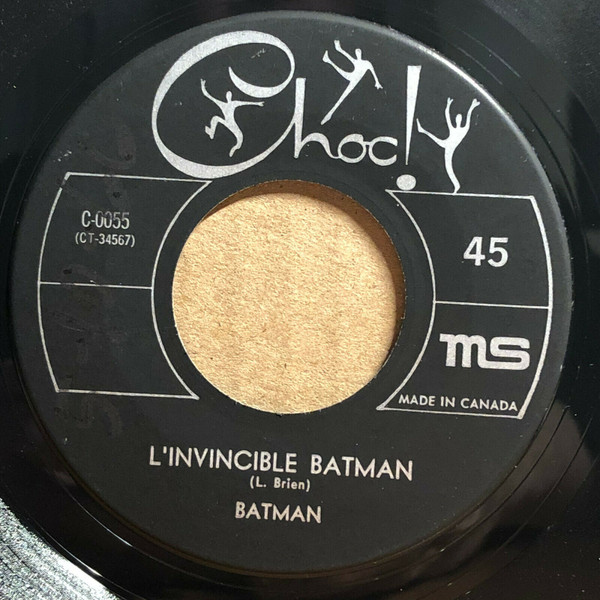 Choc!
C-0055
(CT-34567)
45
MS
MADE IN CANADA
L'INVINCIBLE BATMAN
(L. Brien)
BATMAN